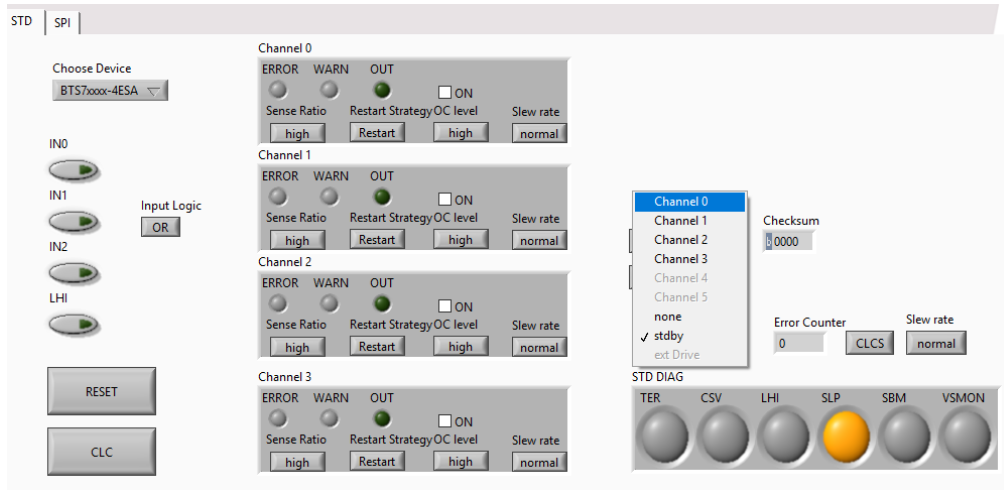 STD
SPI
Choose Device
BTS7xxxx-4ESA
IN0
IN1
Input Logic
OR
IN2
LHI
RESET
CLC
Channel 0
ERROR WARN OUT
ON
Sense Ratio Restart Strategy OC level Slew rate
high Restart high normal
Channel 1
ERROR WARN OUT
ON
Sense Ratio Restart Strategy OC level Slew rate
high Restart high normal
Channel 2
ERROR WARN OUT
ON
Sense Ratio Restart Strategy OC level Slew rate
high Restart high normal
Channel 3
ERROR WARN OUT
ON
Sense Ratio Restart Strategy OC level Slew rate
high Restart high normal
Channel 0
Channel 1
Channel 2
Channel 3
Channel 4
Channel 5
none
stdby
ext Drive
Checksum
b 0000
Error Counter
0
CLCS
Slew rate
normal
STD DIAG
TER CSV LHI SLP SBM VSMON